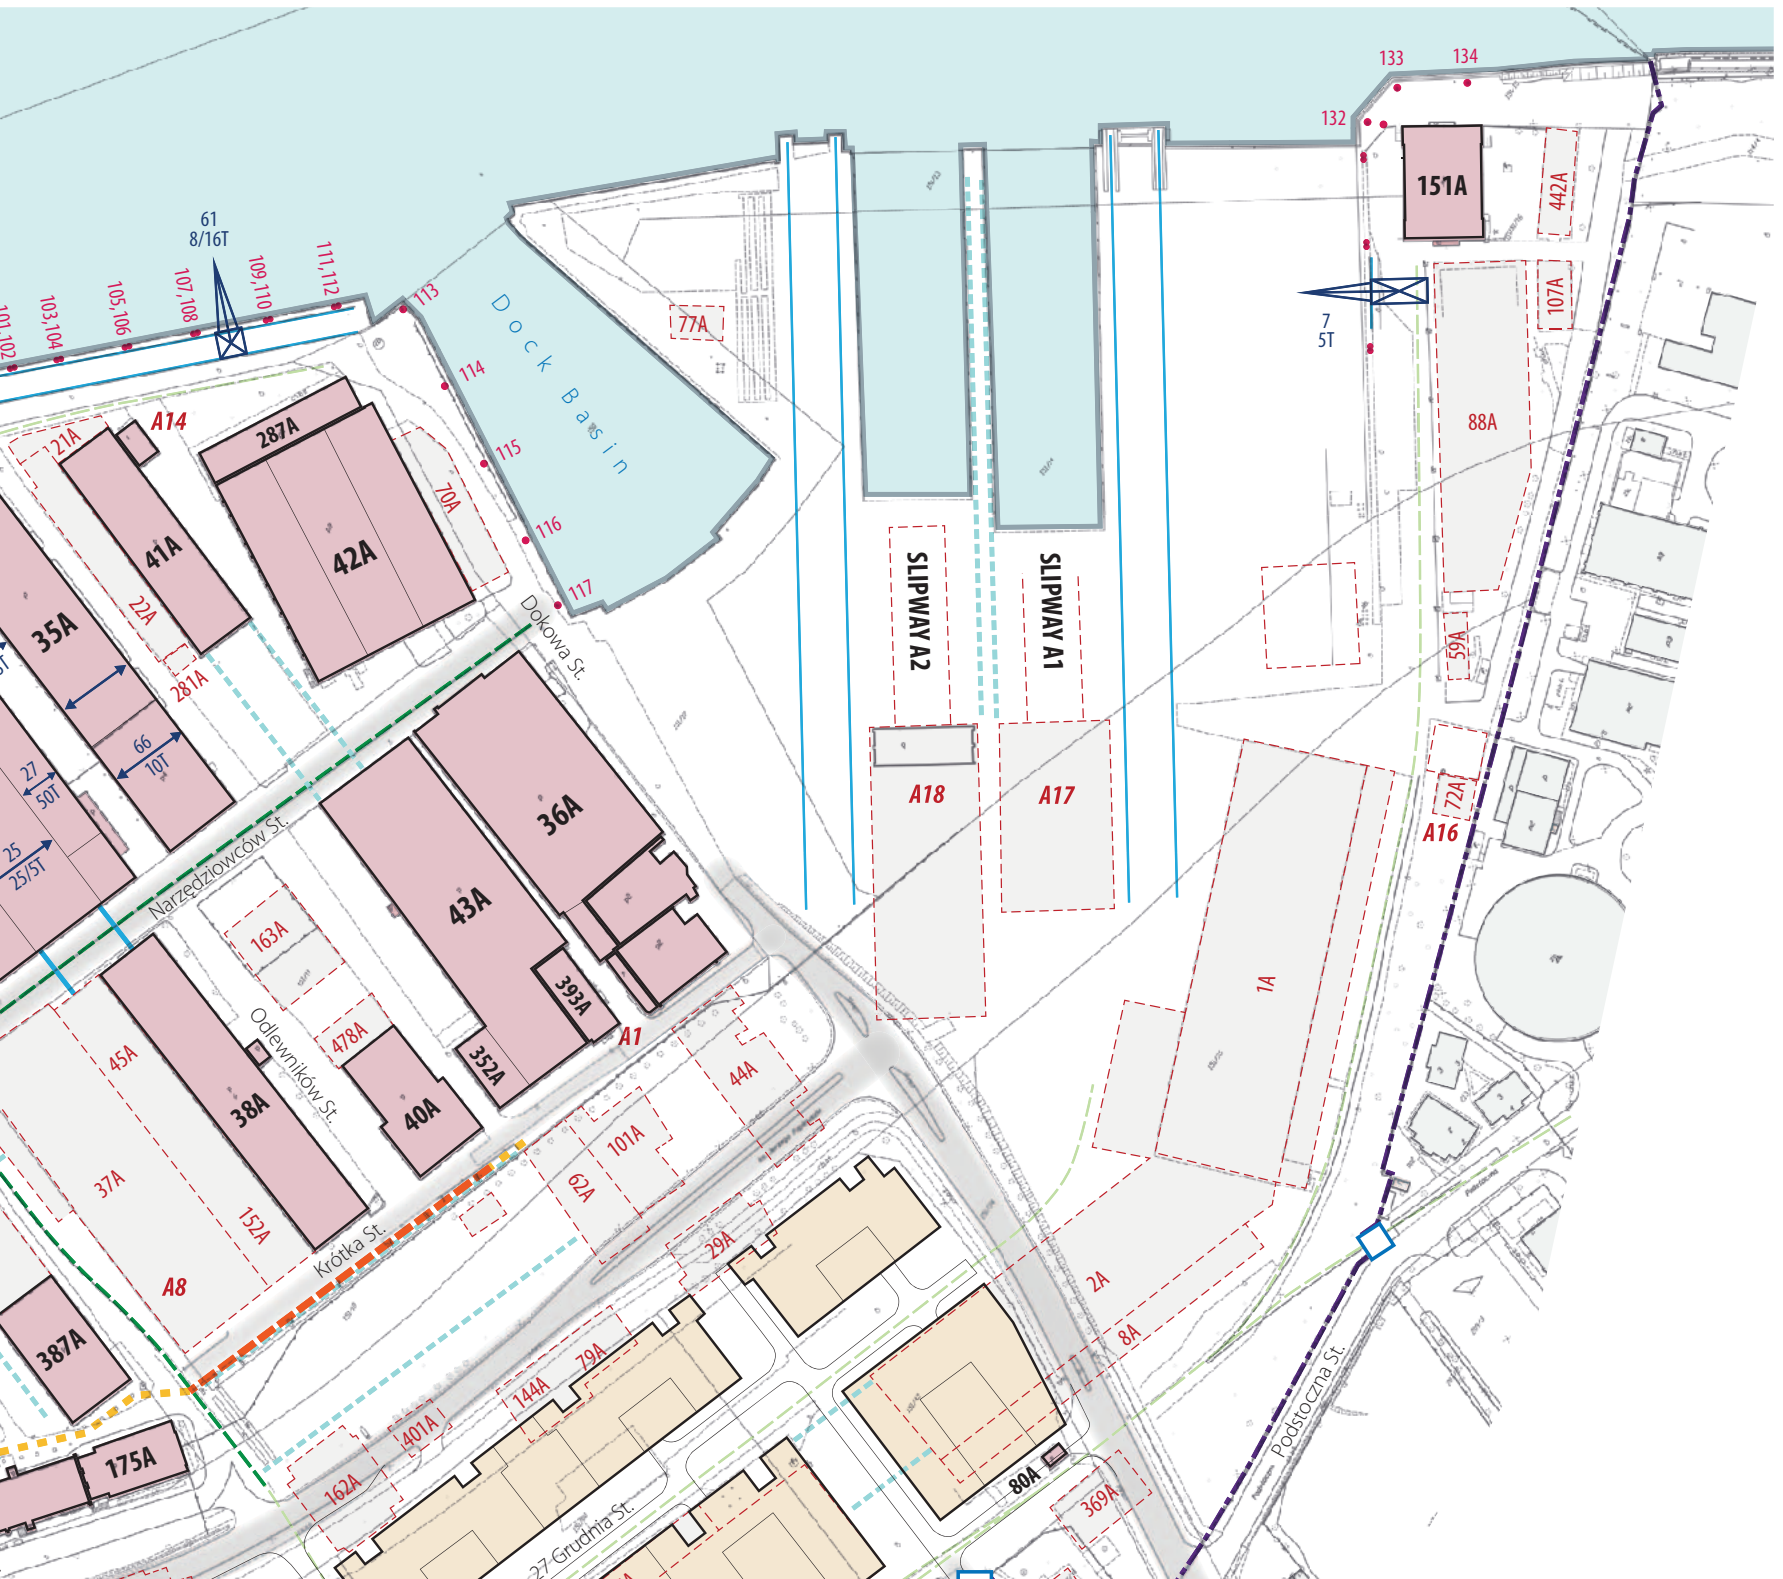 133
134
132
151A
442A
107A
61
8/16T
111,112
109,110
107,108
105,106
103,104
101,102
113
114
115
116
117
Dock Basin
77A
7
5T
88A
A14
121A
287A
70A
41A
42A
22A
281A
35A
66
10T
27
50T
25
25/5T
Dokowa St.
SLIPWAY A2
SLIPWAY A1
59A
72A
A16
A18
A17
36A
43A
Narzędziowców St.
163A
478A
393A
352A
A1
1A
45A
38A
Odlewników St.
40A
44A
101A
62A
37A
152A
A8
Krótka St.
29A
2A
8A
387A
79A
144A
401A
162A
175A
80A
369A
27 Grudnia St.
Podstoczna St.